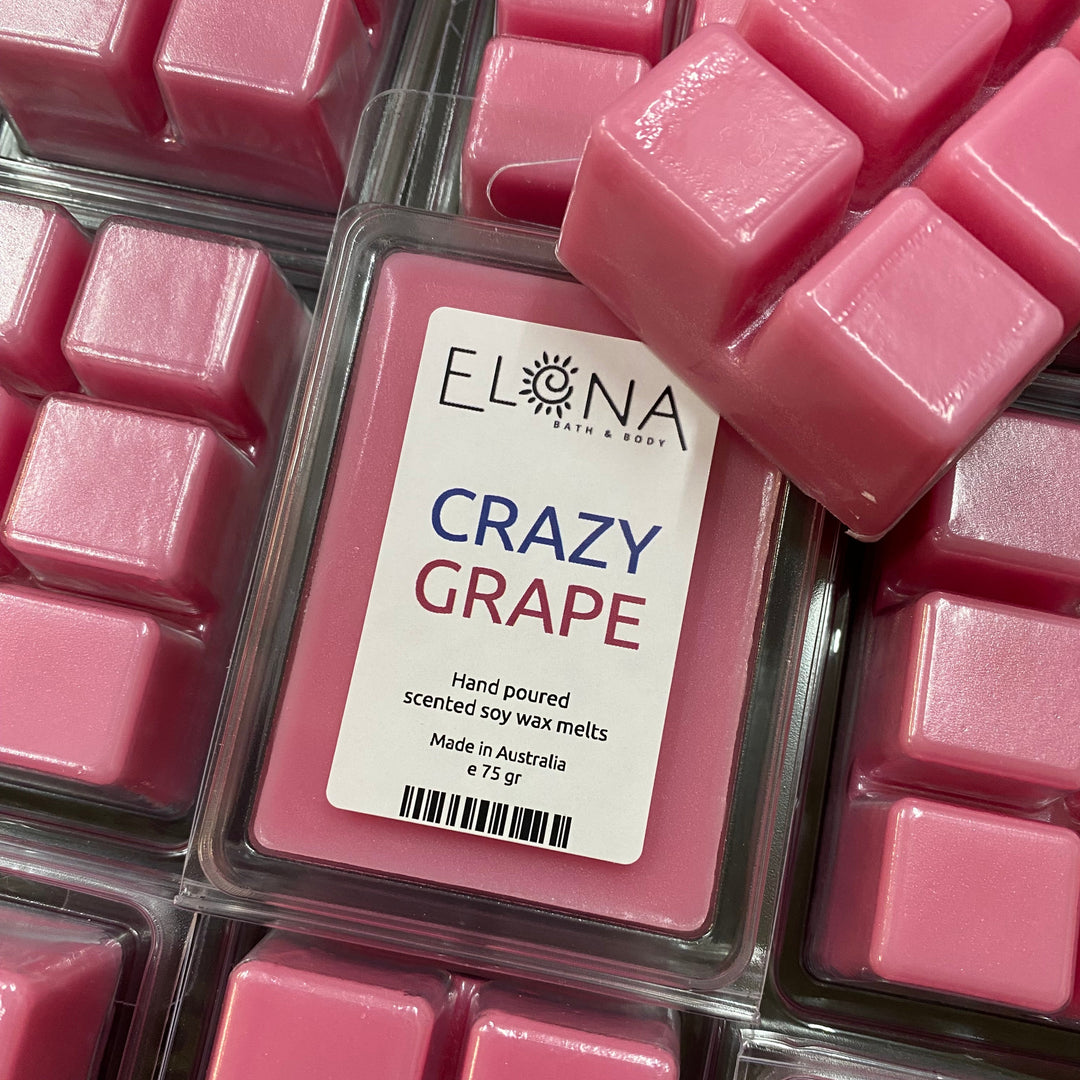 ELONA
BATH & BODY
CRAZY
GRAPE
Hand poured
scented soy wax melts
Made in Australia
e 75 gr